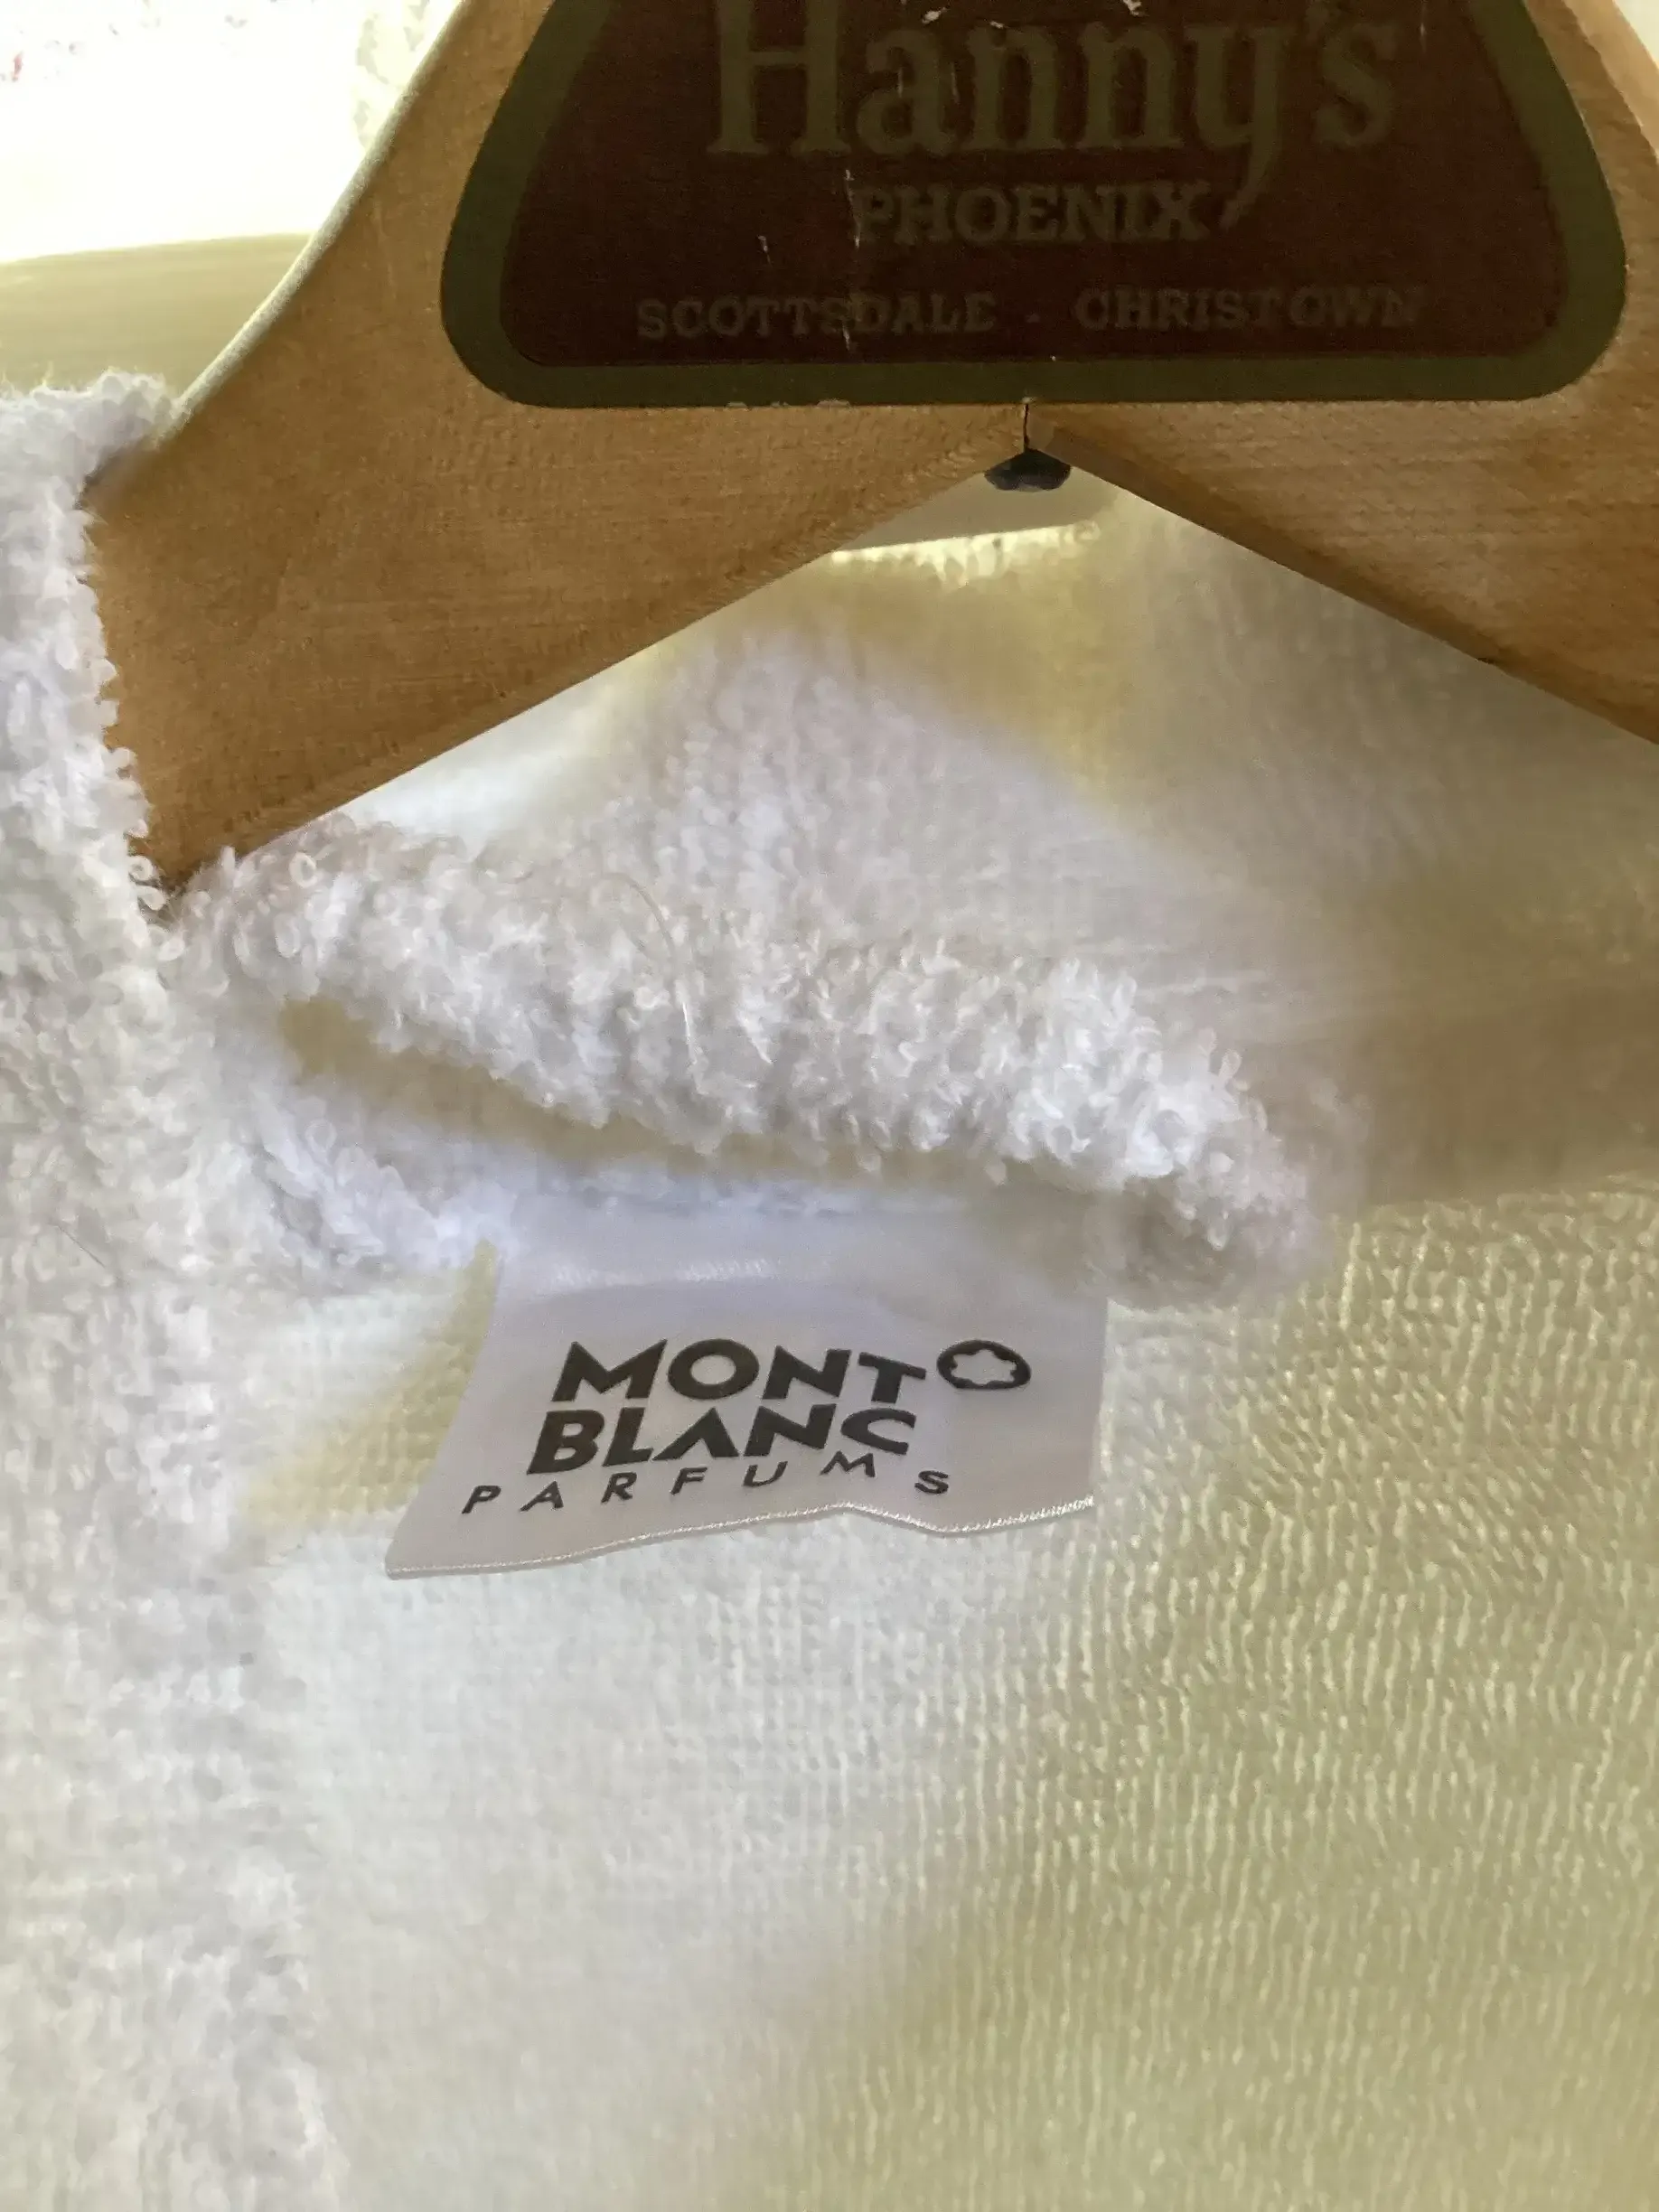 Hanny's
PHOENIX
SCOTTSDALE - CHRISTOWN
MONT
BLANC
PARFUMS